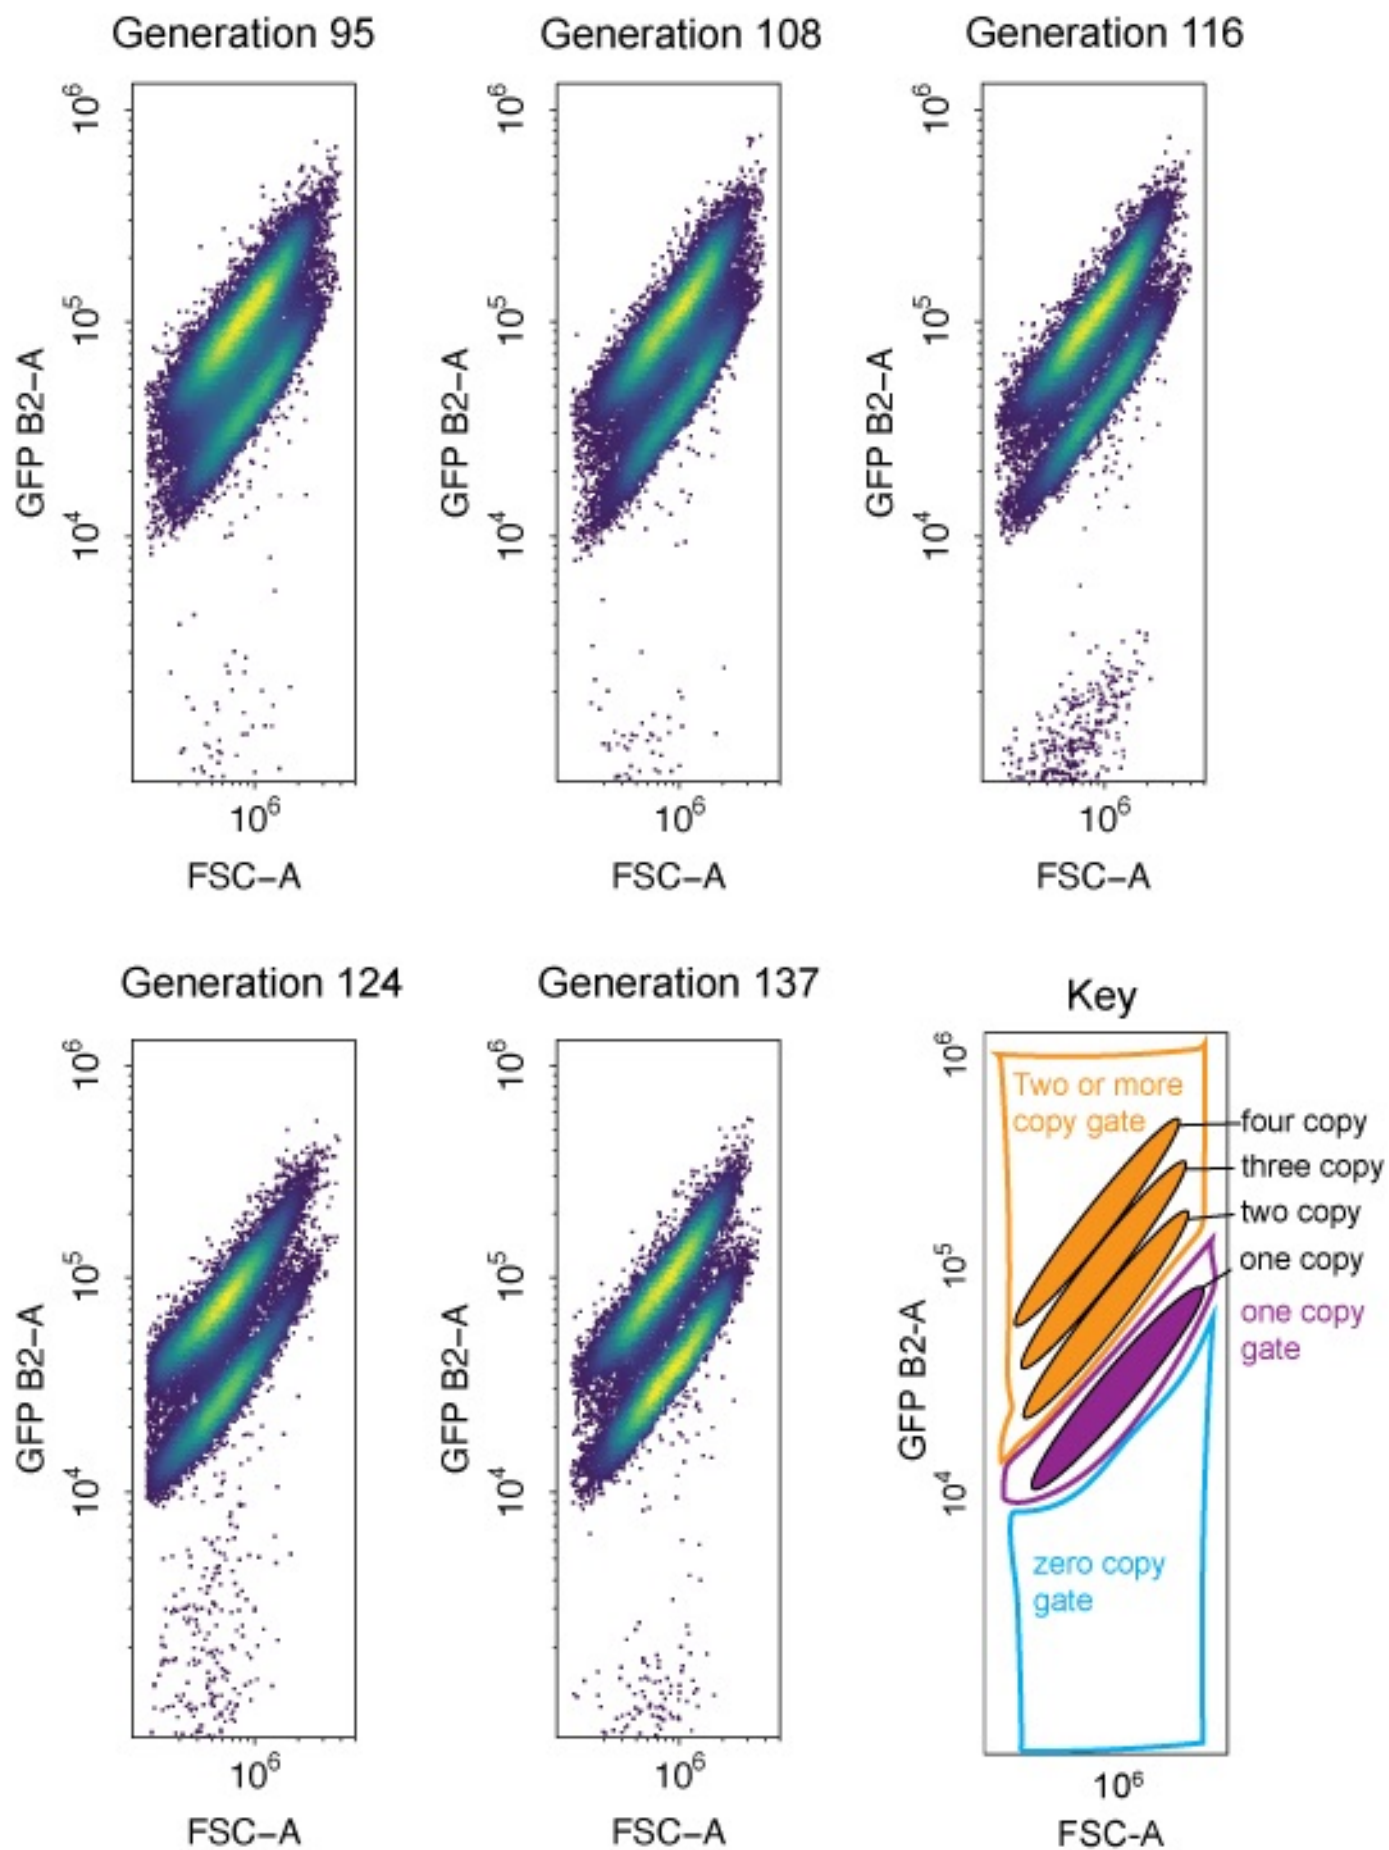 Generation 95
Generation 108
Generation 116
10⁶
10⁵
10⁴
GFP B2−A
10⁶
FSC−A
10⁶
10⁵
10⁴
GFP B2−A
10⁶
FSC−A
10⁶
10⁵
10⁴
GFP B2−A
10⁶
FSC−A
Generation 124
Generation 137
Key
10⁶
10⁵
10⁴
GFP B2−A
10⁶
FSC−A
10⁶
10⁵
10⁴
GFP B2−A
10⁶
FSC−A
10⁶
10⁵
10⁴
GFP B2-A
Two or more
copy gate
four copy
three copy
two copy
one copy
one copy
gate
zero copy
gate
10⁶
FSC-A